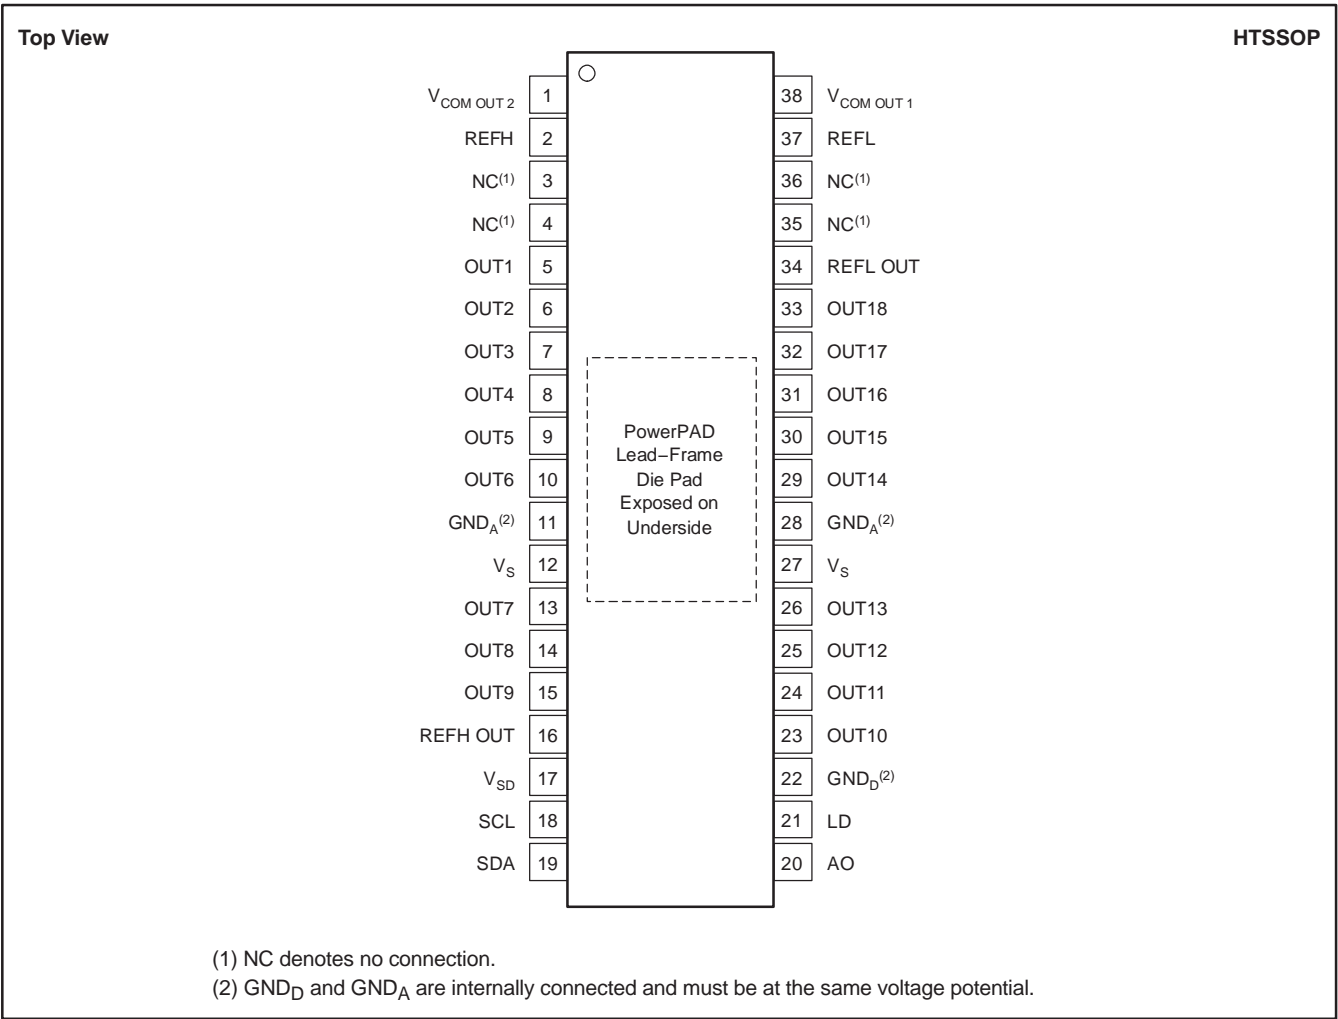 Top View HTSSOP
V_COM OUT 2 1 38 V_COM OUT 1
REFH 2 37 REFL
NC(1) 3 36 NC(1)
NC(1) 4 35 NC(1)
OUT1 5 34 REFL OUT
OUT2 6 33 OUT18
OUT3 7 32 OUT17
OUT4 8 31 OUT16
OUT5 9 30 OUT15
OUT6 10 29 OUT14
GND_A(2) 11 28 GND_A(2)
V_S 12 27 V_S
OUT7 13 26 OUT13
OUT8 14 25 OUT12
OUT9 15 24 OUT11
REFH OUT 16 23 OUT10
V_SD 17 22 GND_D(2)
SCL 18 21 LD
SDA 19 20 AO
PowerPAD
Lead−Frame
Die Pad
Exposed on
Underside
(1) NC denotes no connection.
(2) GND_D and GND_A are internally connected and must be at the same voltage potential.